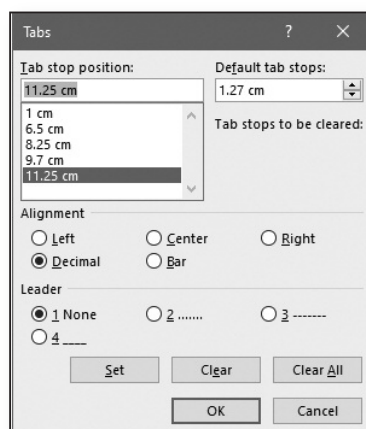 Tabs ? ×
Tab stop position: Default tab stops:
11.25 cm 1.27 cm
1 cm Tab stops to be cleared:
6.5 cm
8.25 cm
9.7 cm
11.25 cm
Alignment
Left Center Right
Decimal Bar
Leader
1 None 2 ....... 3 -------
4 ____
Set Clear Clear All
OK Cancel